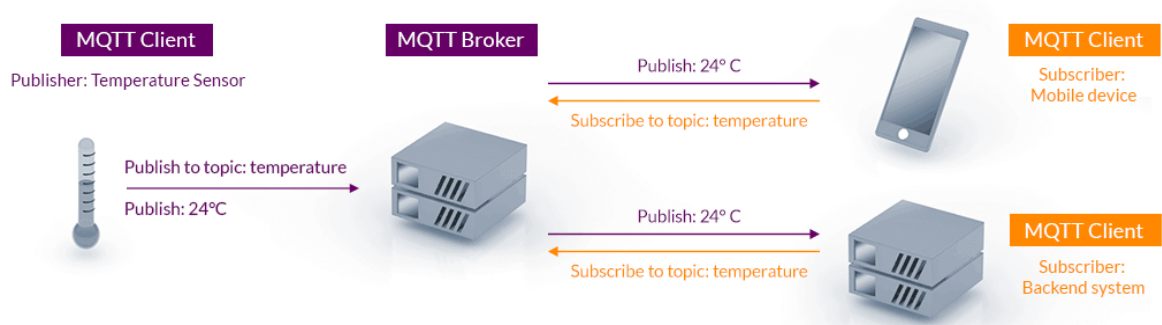 MQTT Client
Publisher: Temperature Sensor
Publish to topic: temperature
Publish: 24°C
MQTT Broker
Publish: 24° C
Subscribe to topic: temperature
MQTT Client
Subscriber:
Mobile device
Publish: 24° C
Subscribe to topic: temperature
MQTT Client
Subscriber:
Backend system